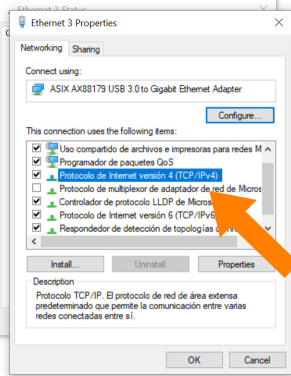 Ethernet 3 Status
Ethernet 3 Properties
Networking Sharing
Connect using:
ASIX AX88179 USB 3.0 to Gigabit Ethernet Adapter
Configure...
This connection uses the following items:
Uso compartido de archivos e impresoras para redes M
Programador de paquetes QoS
Protocolo de Internet versión 4 (TCP/IPv4)
Protocolo de multiplexor de adaptador de red de Micros
Controlador de protocolo LLDP de Micros
Protocolo de Internet versión 6 (TCP/IPv6
Respondedor de detección de topologías
Install... Uninstall Properties
Description
Protocolo TCP/IP. El protocolo de red de área extensa
predeterminado que permite la comunicación entre varias
redes conectadas entre sí.
OK Cancel